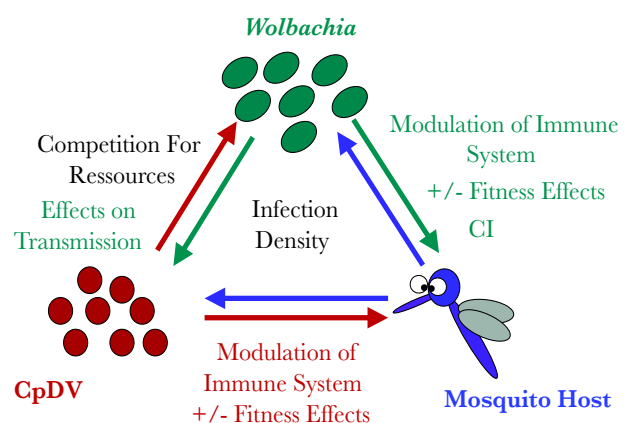 Wolbachia
Competition For
Ressources
Effects on
Transmission
Infection
Density
Modulation of Immune
System
+/- Fitness Effects
CI
CpDV
Modulation of
Immune System
+/- Fitness Effects
Mosquito Host